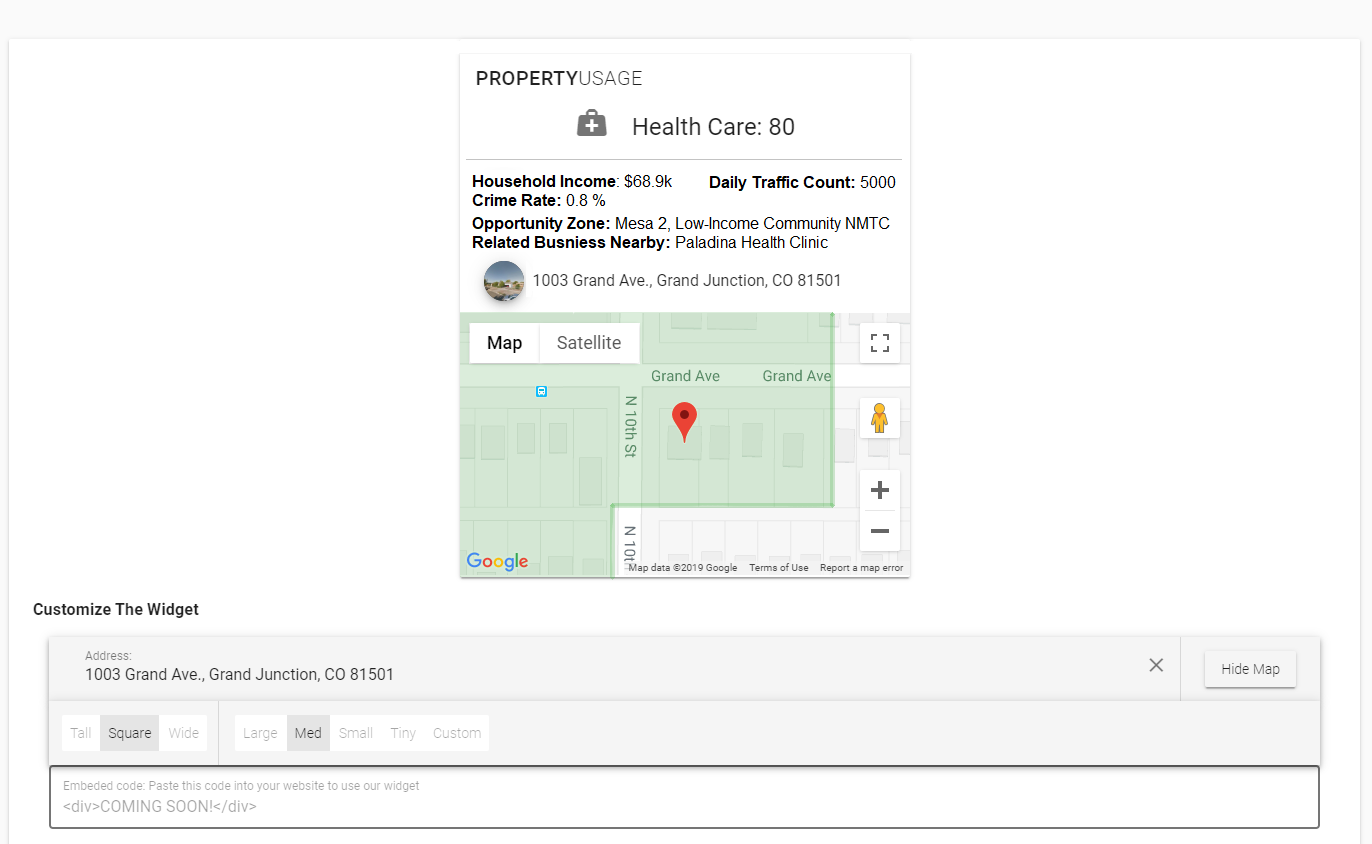 PROPERTYUSAGE
Health Care: 80
Household Income: $68.9k
Daily Traffic Count: 5000
Crime Rate: 0.8 %
Opportunity Zone: Mesa 2, Low-Income Community NMTC
Related Busniess Nearby: Paladina Health Clinic
1003 Grand Ave., Grand Junction, CO 81501
Map
Satellite
Grand Ave
Grand Ave
N 10th St
N 10th
Google
Map data ©2019 Google
Terms of Use
Report a map error
Customize The Widget
Address:
1003 Grand Ave., Grand Junction, CO 81501
Hide Map
Tall
Square
Wide
Large
Med
Small
Tiny
Custom
Embeded code: Paste this code into your website to use our widget
<div>COMING SOON!</div>